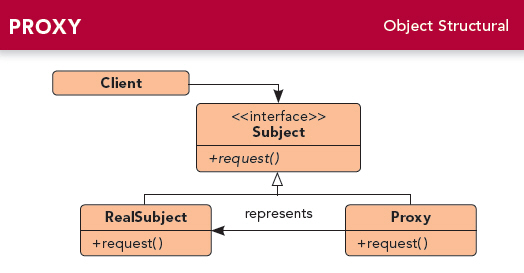 PROXY
Object Structural
Client
<<interface>>
Subject
+request()
RealSubject
+request()
represents
Proxy
+request()